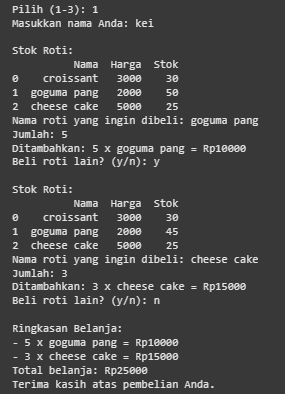 Pilih (1-3): 1
Masukkan nama Anda: kei

Stok Roti:
          Nama  Harga  Stok
0    croissant   3000    30
1  goguma pang   2000    50
2  cheese cake   5000    25
Nama roti yang ingin dibeli: goguma pang
Jumlah: 5
Ditambahkan: 5 x goguma pang = Rp10000
Beli roti lain? (y/n): y

Stok Roti:
          Nama  Harga  Stok
0    croissant   3000    30
1  goguma pang   2000    45
2  cheese cake   5000    25
Nama roti yang ingin dibeli: cheese cake
Jumlah: 3
Ditambahkan: 3 x cheese cake = Rp15000
Beli roti lain? (y/n): n

Ringkasan Belanja:
- 5 x goguma pang = Rp10000
- 3 x cheese cake = Rp15000
Total belanja: Rp25000
Terima kasih atas pembelian Anda.